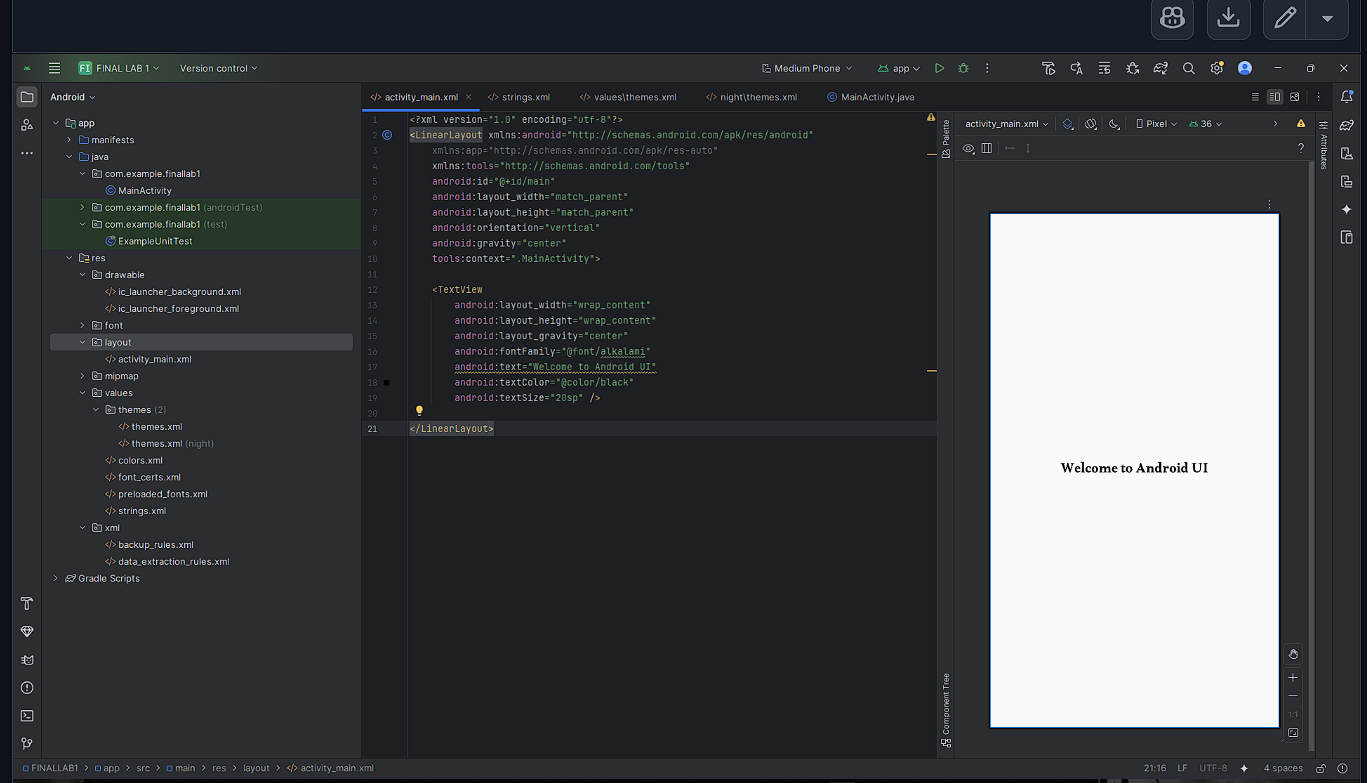 FI FINAL LAB 1
Version control
Medium Phone
app
Android
activity_main.xml
strings.xml
values\themes.xml
night\themes.xml
MainActivity.java
app
manifests
java
com.example.finallab1
MainActivity
com.example.finallab1 (androidTest)
com.example.finallab1 (test)
ExampleUnitTest
res
drawable
ic_launcher_background.xml
ic_launcher_foreground.xml
font
layout
activity_main.xml
mipmap
values
themes (2)
themes.xml
themes.xml (night)
colors.xml
font_certs.xml
preloaded_fonts.xml
strings.xml
xml
backup_rules.xml
data_extraction_rules.xml
Gradle Scripts
1 <?xml version="1.0" encoding="utf-8"?>
2 <LinearLayout xmlns:android="http://schemas.android.com/apk/res/android"
3 xmlns:app="http://schemas.android.com/apk/res-auto"
4 xmlns:tools="http://schemas.android.com/tools"
5 android:id="@+id/main"
6 android:layout_width="match_parent"
7 android:layout_height="match_parent"
8 android:orientation="vertical"
9 android:gravity="center"
10 tools:context=".MainActivity">
11
12 <TextView
13 android:layout_width="wrap_content"
14 android:layout_height="wrap_content"
15 android:layout_gravity="center"
16 android:fontFamily="@font/alkalami"
17 android:text="Welcome to Android UI"
18 android:textColor="@color/black"
19 android:textSize="20sp" />
20
21 </LinearLayout>
Palette
Component Tree
activity_main.xml
Pixel
36
?
Attributes
Welcome to Android UI
1:1
FINALLAB1 > app > src > main > res > layout > activity_main.xml
21:16 LF UTF-8 4 spaces